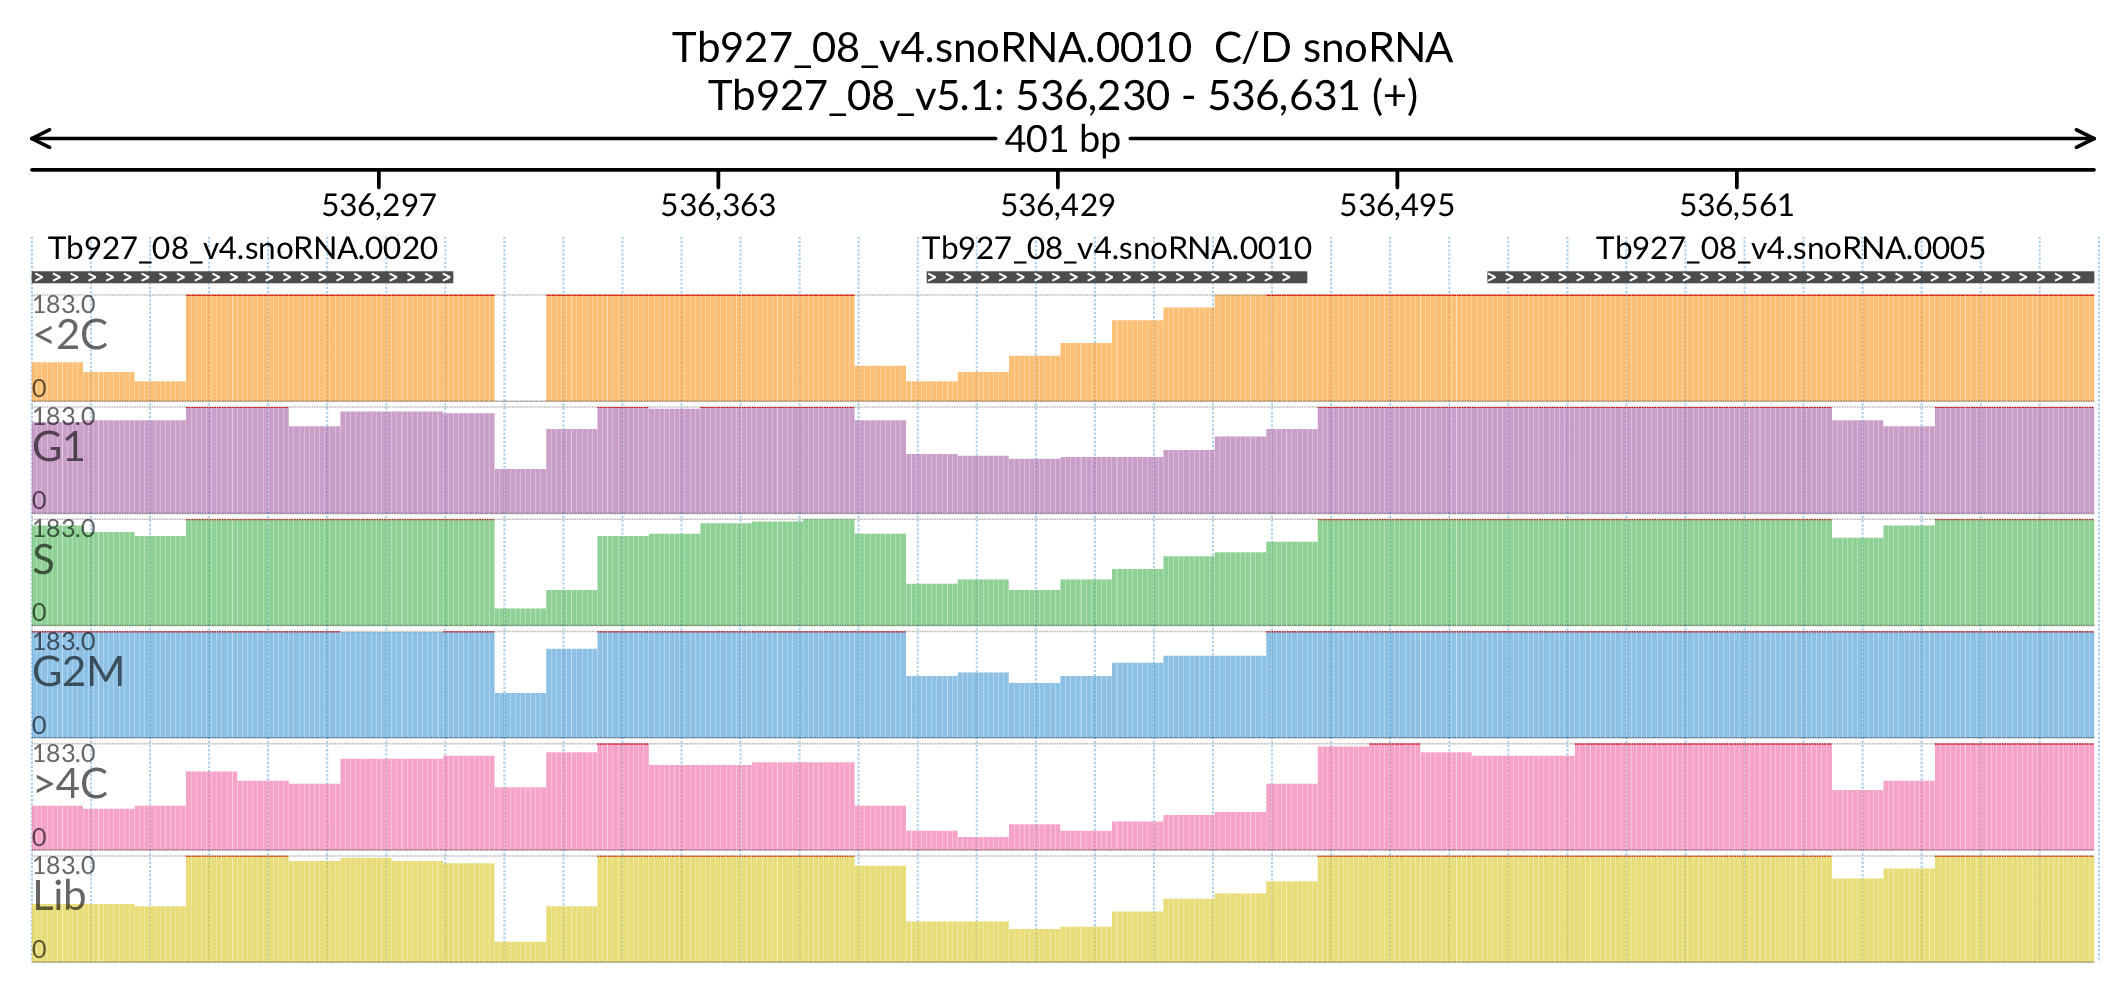 Tb927_08_v4.snoRNA.0010  C/D snoRNA
Tb927_08_v5.1: 536,230 - 536,631 (+)
401 bp
536,297 536,363 536,429 536,495 536,561
Tb927_08_v4.snoRNA.0020 Tb927_08_v4.snoRNA.0010 Tb927_08_v4.snoRNA.0005
183.0
<2C
0
183.0
G1
0
183.0
S
0
183.0
G2M
0
183.0
>4C
0
183.0
Lib
0